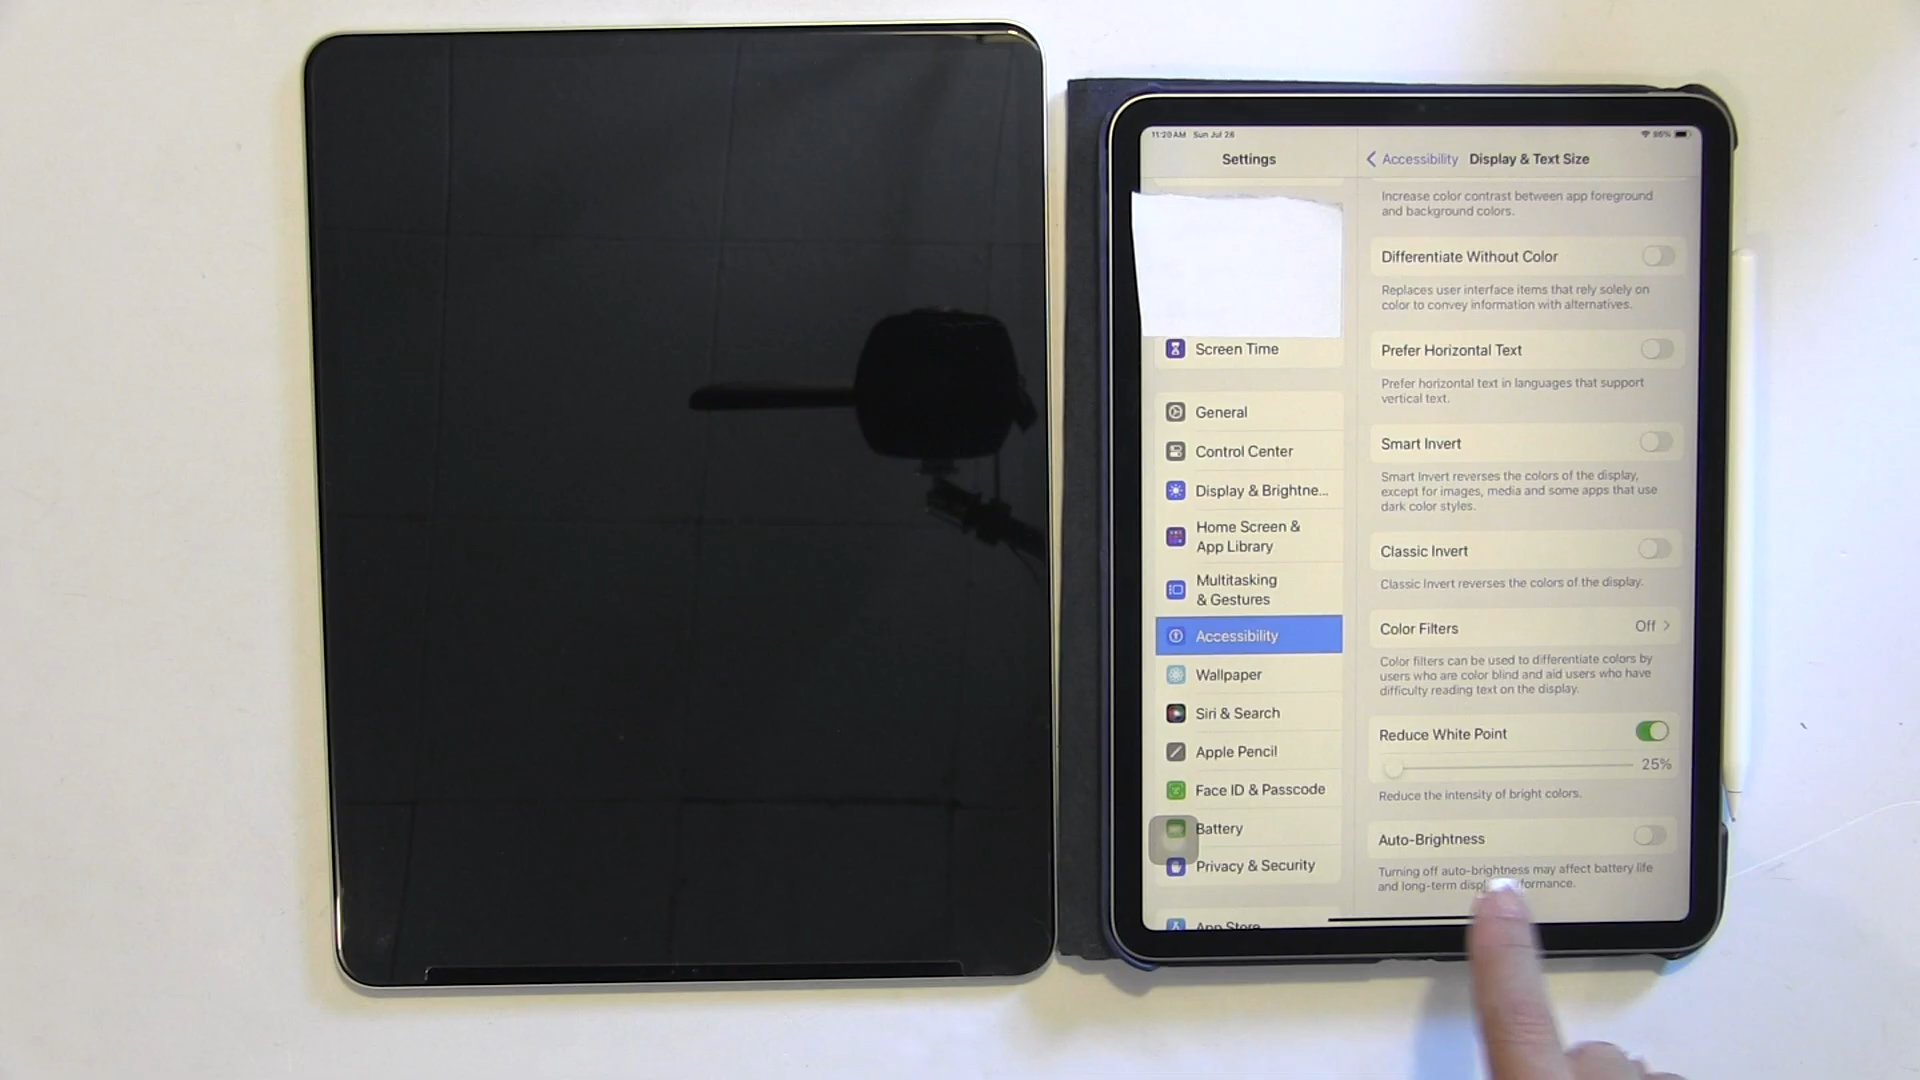 11:20 AM Sun Jul 28
86%
Settings
Screen Time
General
Control Center
Display & Brightne...
Home Screen &
App Library
Multitasking
& Gestures
Accessibility
Wallpaper
Siri & Search
Apple Pencil
Face ID & Passcode
Battery
Privacy & Security
App Store
Accessibility Display & Text Size
Increase color contrast between app foreground
and background colors.
Differentiate Without Color
Replaces user interface items that rely solely on
color to convey information with alternatives.
Prefer Horizontal Text
Prefer horizontal text in languages that support
vertical text.
Smart Invert
Smart Invert reverses the colors of the display,
except for images, media and some apps that use
dark color styles.
Classic Invert
Classic Invert reverses the colors of the display.
Color Filters Off
Color filters can be used to differentiate colors by
users who are color blind and aid users who have
difficulty reading text on the display.
Reduce White Point
25%
Reduce the intensity of bright colors.
Auto-Brightness
Turning off auto-brightness may affect battery life
and long-term